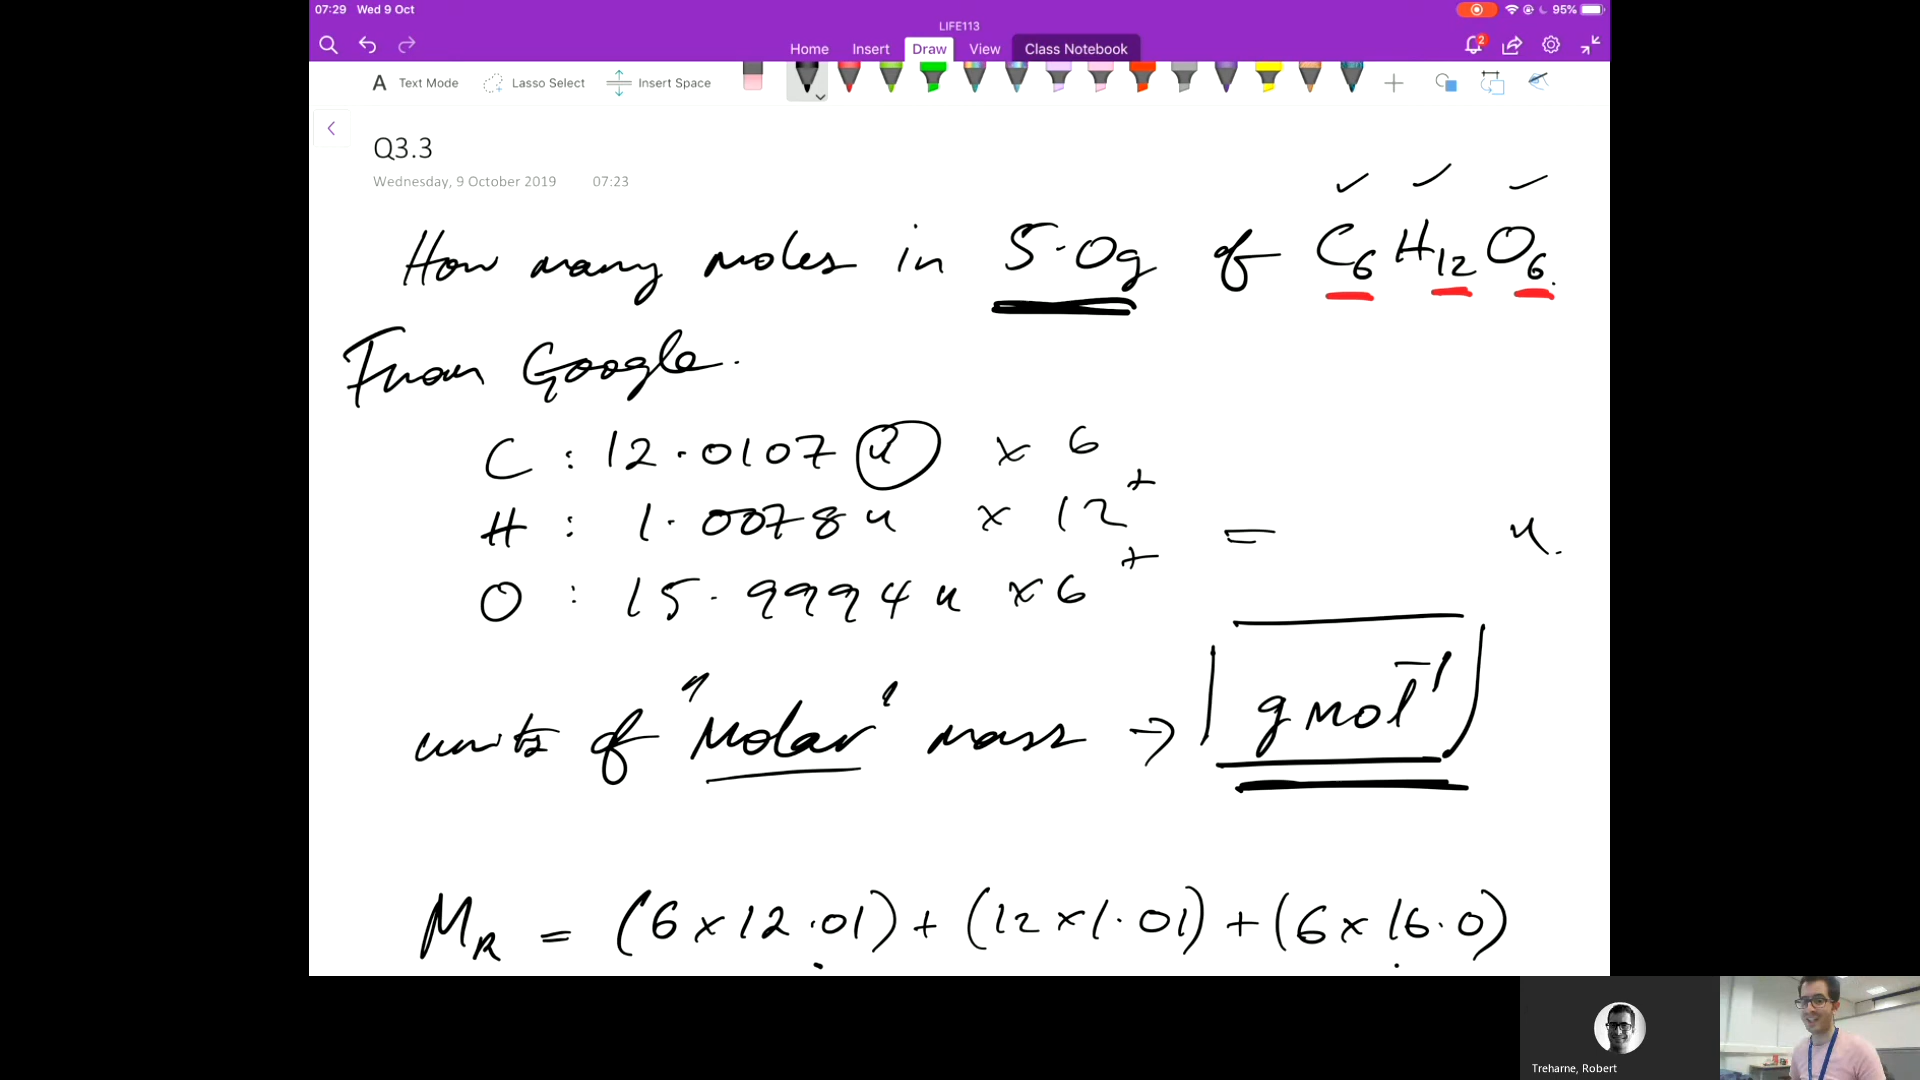 07:29 Wed 9 Oct
95%
LIFE113
Home Insert Draw View Class Notebook
2
A Text Mode Lasso Select Insert Space
Q3.3
Wednesday, 9 October 2019 07:23
How many moles in 5.0g of C6H12O6.
From Google.
C : 12.0107 u x 6
+
H : 1.0078 u x 12 = u.
+
O : 15.9994 u x 6
units of "Molar" mass → g mol⁻¹
MR = (6 x 12.01) + (12 x 1.01) + (6 x 16.0)
Treharne, Robert